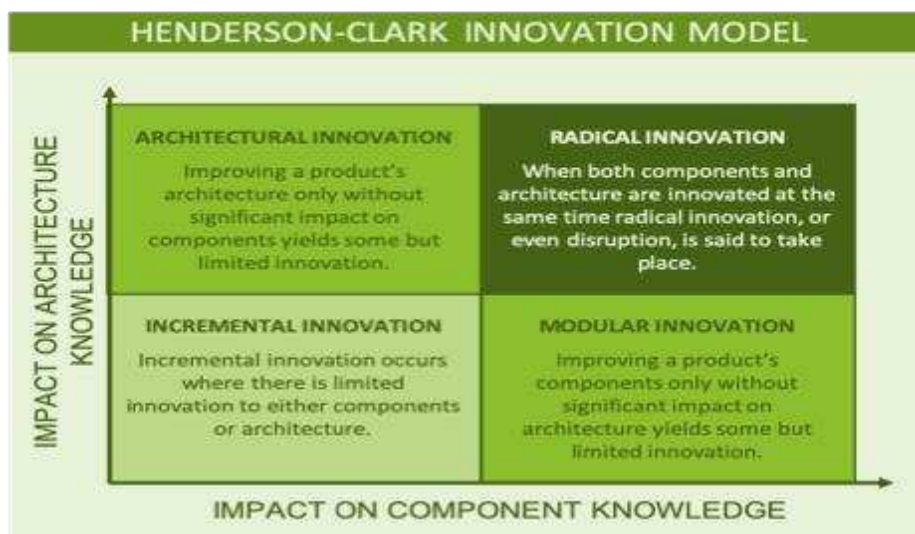 HENDERSON-CLARK INNOVATION MODEL
IMPACT ON ARCHITECTURE
KNOWLEDGE
ARCHITECTURAL INNOVATION
Improving a product's
architecture only without
significant impact on
components yields some but
limited innovation.
RADICAL INNOVATION
When both components and
architecture are innovated at the
same time radical innovation, or
even disruption, is said to take
place.
INCREMENTAL INNOVATION
Incremental innovation occurs
where there is limited
innovation to either components
or architecture.
MODULAR INNOVATION
Improving a product's
components only without
significant impact on
architecture yields some but
limited innovation.
IMPACT ON COMPONENT KNOWLEDGE